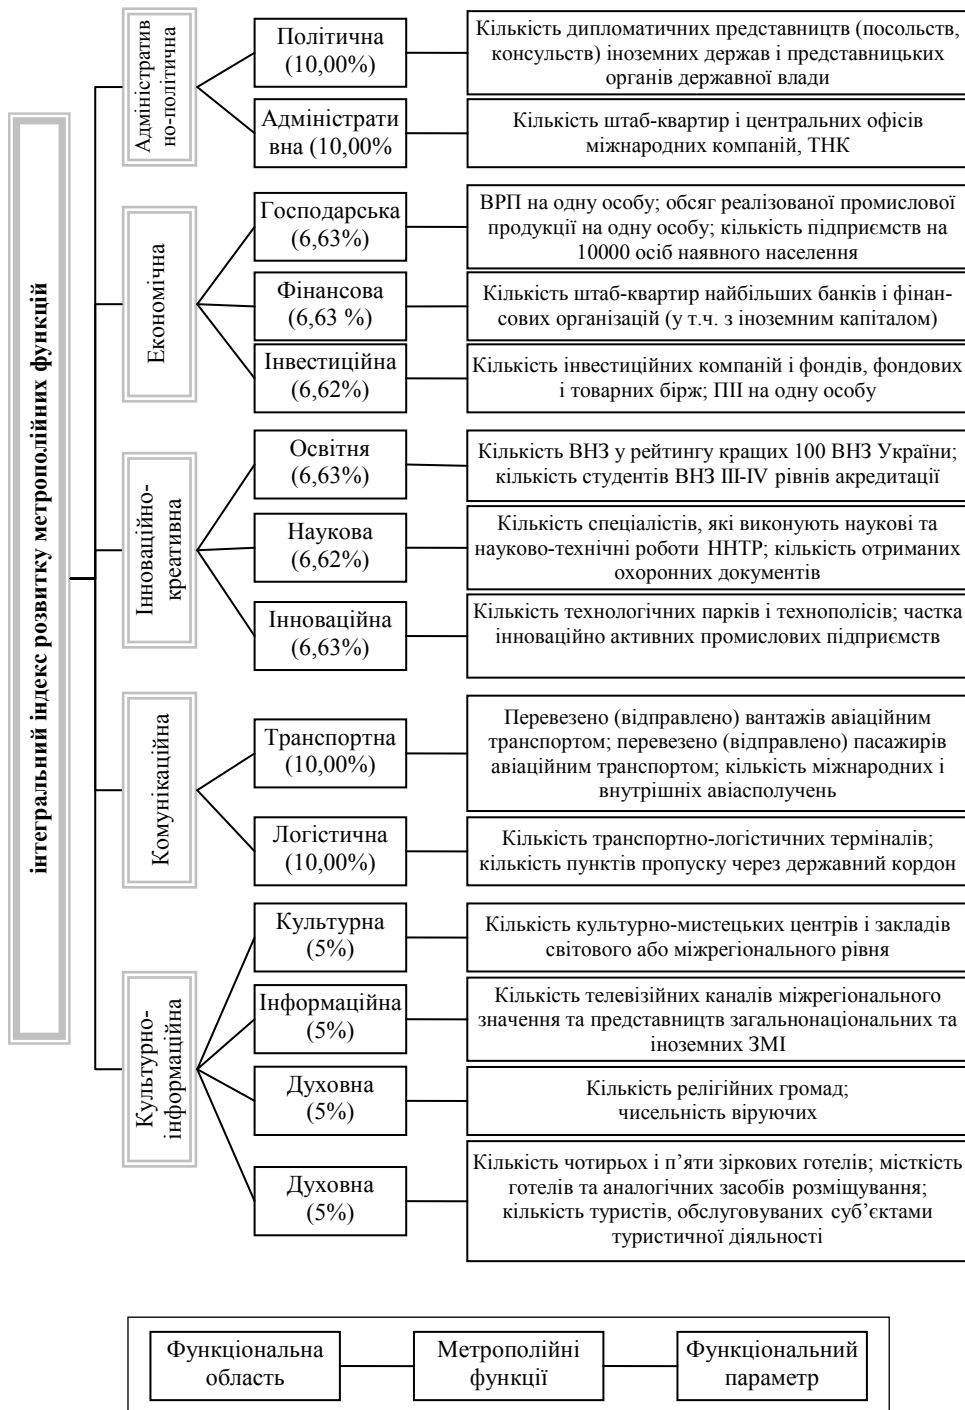 інтегральний індекс розвитку метрополійних функцій
Адміністратив
но-політична
Політична
(10,00%)
Кількість дипломатичних представництв (посольств,
консульств) іноземних держав і представницьких
органів державної влади
Адміністрати
вна (10,00%
Кількість штаб-квартир і центральних офісів
міжнародних компаній, ТНК
Економічна
Господарська
(6,63%)
ВРП на одну особу; обсяг реалізованої промислової
продукції на одну особу; кількість підприємств на
10000 осіб наявного населення
Фінансова
(6,63 %)
Кількість штаб-квартир найбільших банків і фінан-
сових організацій (у т.ч. з іноземним капіталом)
Інвестиційна
(6,62%)
Кількість інвестиційних компаній і фондів, фондових
і товарних бірж; ПІІ на одну особу
Інноваційно-
креативна
Освітня
(6,63%)
Кількість ВНЗ у рейтингу кращих 100 ВНЗ України;
кількість студентів ВНЗ III-IV рівнів акредитації
Наукова
(6,62%)
Кількість спеціалістів, які виконують наукові та
науково-технічні роботи ННТР; кількість отриманих
охоронних документів
Інноваційна
(6,63%)
Кількість технологічних парків і технополісів; частка
інноваційно активних промислових підприємств
Комунікаційна
Транспортна
(10,00%)
Перевезено (відправлено) вантажів авіаційним
транспортом; перевезено (відправлено) пасажирів
авіаційним транспортом; кількість міжнародних і
внутрішніх авіасполучень
Логістична
(10,00%)
Кількість транспортно-логістичних терміналів;
кількість пунктів пропуску через державний кордон
Культурно-
інформаційна
Культурна
(5%)
Кількість культурно-мистецьких центрів і закладів
світового або міжрегіонального рівня
Інформаційна
(5%)
Кількість телевізійних каналів міжрегіонального
значення та представництв загальнонаціональних та
іноземних ЗМІ
Духовна
(5%)
Кількість релігійних громад;
чисельність віруючих
Духовна
(5%)
Кількість чотирьох і п’яти зіркових готелів; місткість
готелів та аналогічних засобів розміщування;
кількість туристів, обслуговуваних суб’єктами
туристичної діяльності
Функціональна
область
Метрополійні
функції
Функціональний
параметр